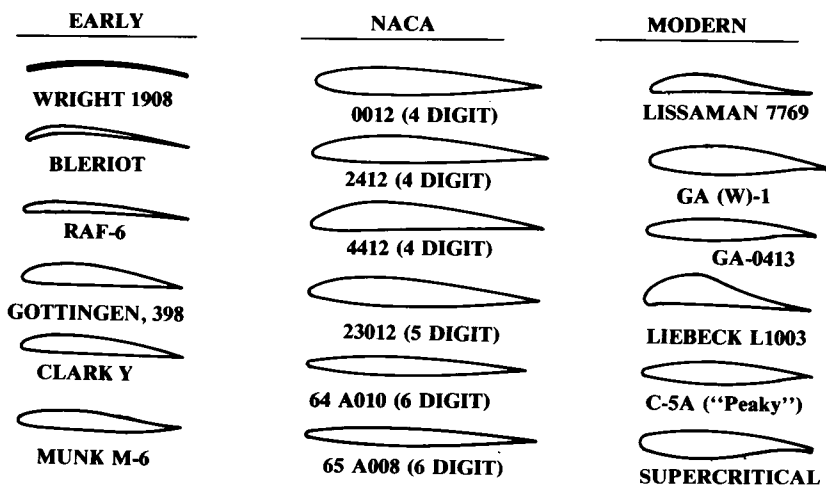 EARLY
WRIGHT 1908
BLERIOT
RAF-6
GOTTINGEN, 398
CLARK Y
MUNK M-6
NACA
0012 (4 DIGIT)
2412 (4 DIGIT)
4412 (4 DIGIT)
23012 (5 DIGIT)
64 A010 (6 DIGIT)
65 A008 (6 DIGIT)
MODERN
LISSAMAN 7769
GA (W)-1
GA-0413
LIEBECK L1003
C-5A (“Peaky”)
SUPERCRITICAL